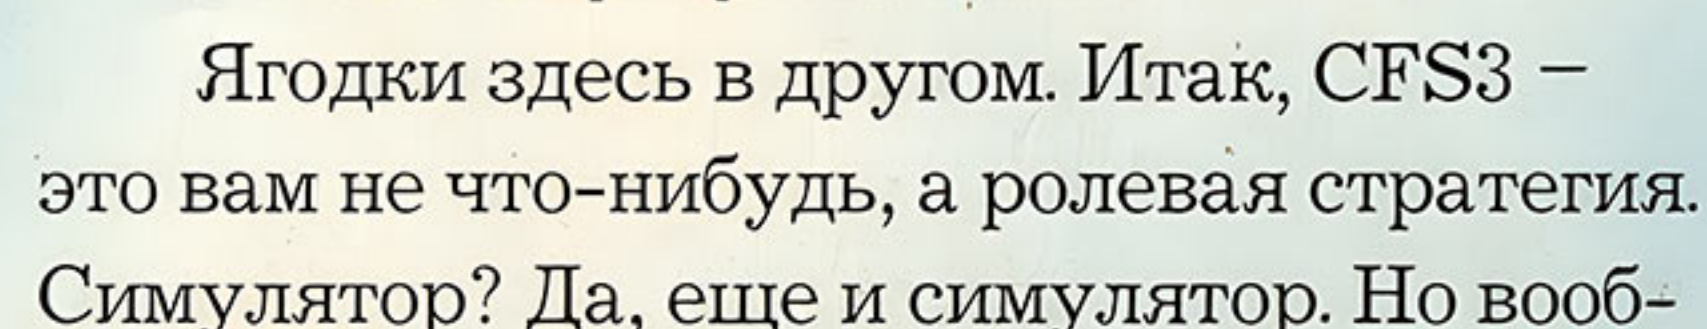 Ягодки здесь в другом. Итак, CFS3 –
это вам не что-нибудь, а ролевая стратегия.
Симулятор? Да, еще и симулятор. Но вооб-